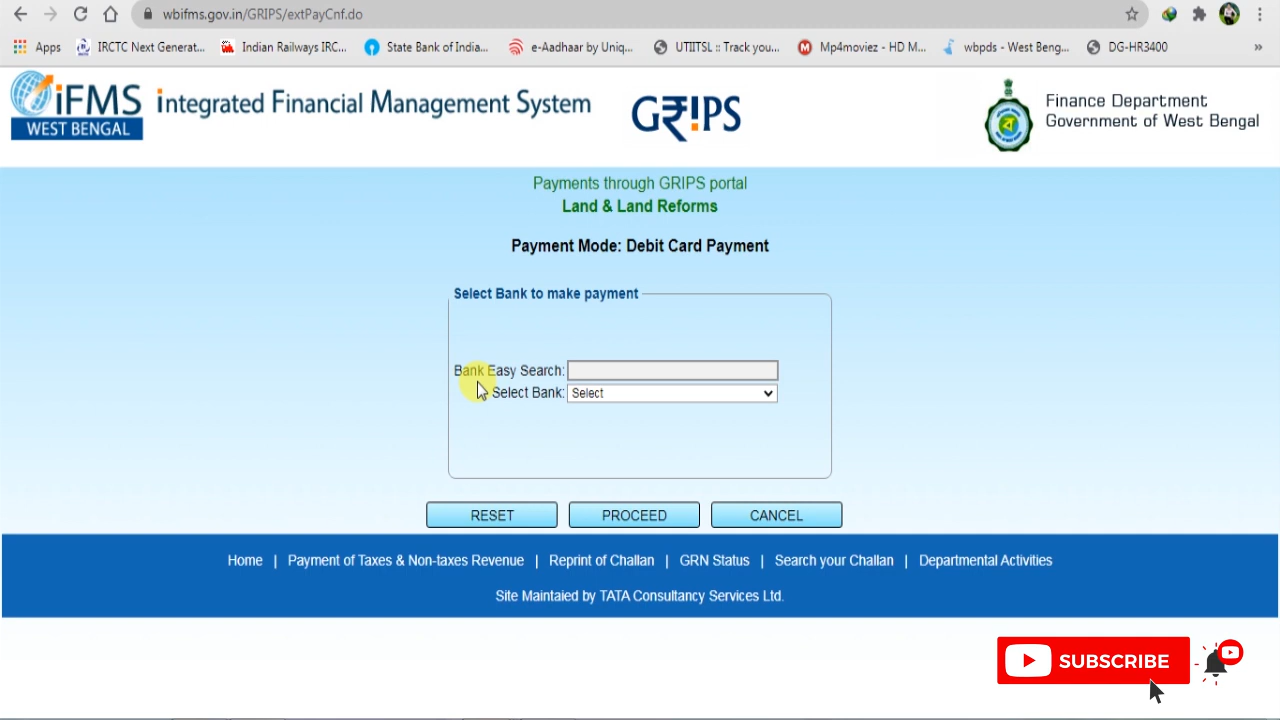 wbifms.gov.in/GRIPS/extPayCnf.do
Apps IRCTC Next Generat... Indian Railways IRC... State Bank of India... e-Aadhaar by Uniq... UTIITSL :: Track you... Mp4moviez - HD M... wbpds - West Beng... DG-HR3400 »
iFMS
WEST BENGAL
Integrated Financial Management System
GR₹!PS
Finance Department
Government of West Bengal
Payments through GRIPS portal
Land & Land Reforms
Payment Mode: Debit Card Payment
Select Bank to make payment
Bank Easy Search:
Select Bank: Select
RESET PROCEED CANCEL
Home | Payment of Taxes & Non-taxes Revenue | Reprint of Challan | GRN Status | Search your Challan | Departmental Activities
Site Maintaied by TATA Consultancy Services Ltd.
SUBSCRIBE